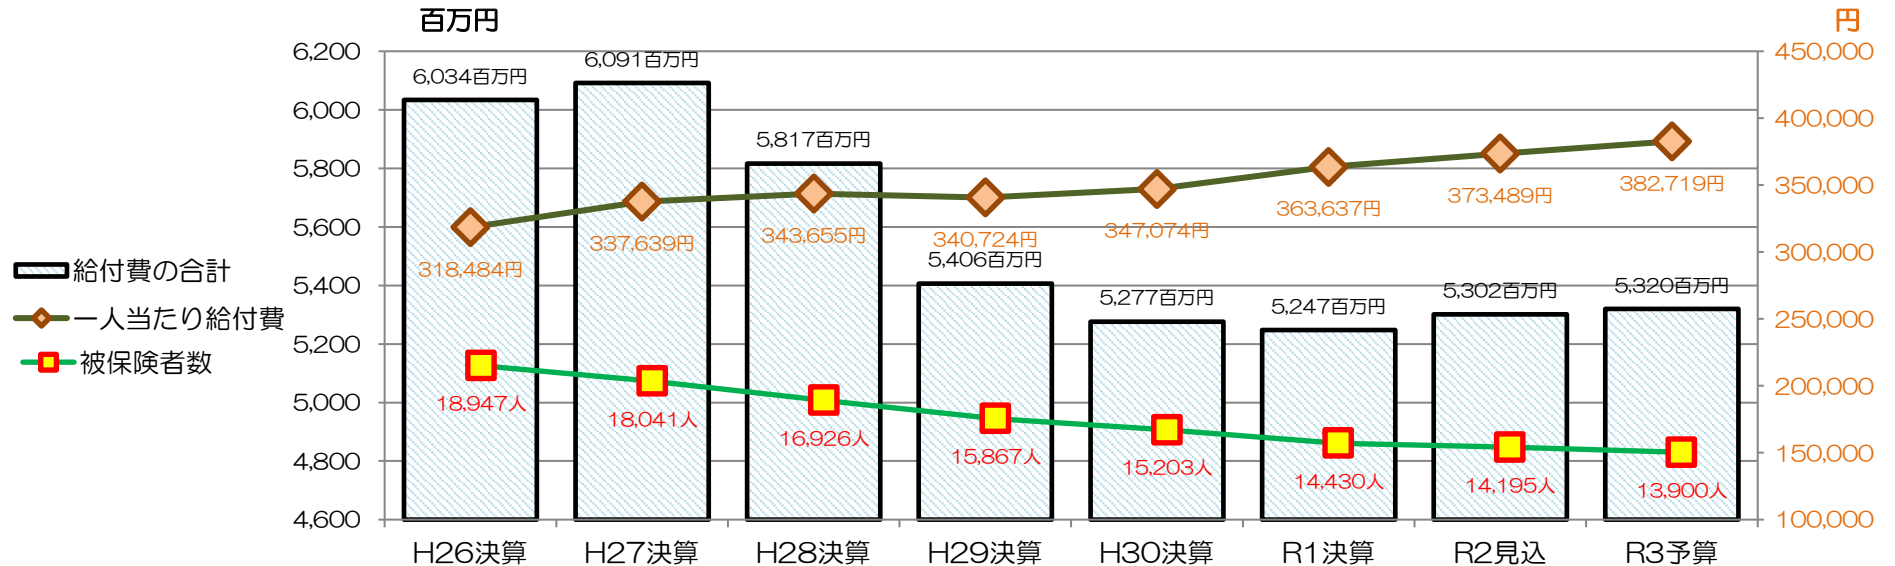 百万円
円
6,200
6,000
5,800
5,600
5,400
5,200
5,000
4,800
4,600
450,000
400,000
350,000
300,000
250,000
200,000
150,000
100,000
給付費の合計
一人当たり給付費
被保険者数
6,034百万円
6,091百万円
5,817百万円
5,406百万円
5,277百万円
5,247百万円
5,302百万円
5,320百万円
318,484円
337,639円
343,655円
340,724円
347,074円
363,637円
373,489円
382,719円
18,947人
18,041人
16,926人
15,867人
15,203人
14,430人
14,195人
13,900人
H26決算
H27決算
H28決算
H29決算
H30決算
R1決算
R2見込
R3予算